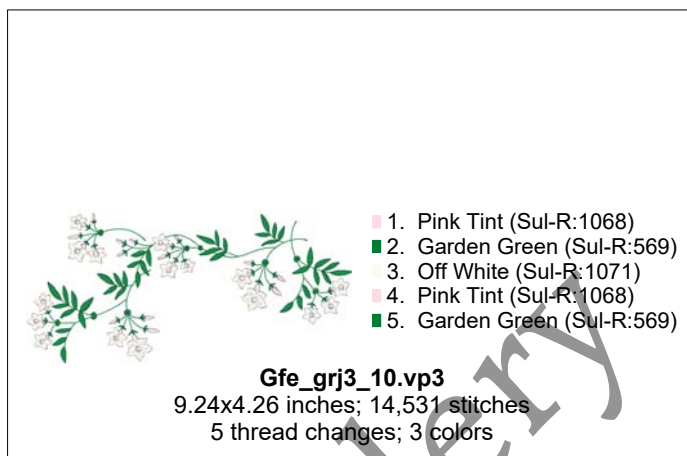 1. Pink Tint (Sul-R:1068)
2. Garden Green (Sul-R:569)
3. Off White (Sul-R:1071)
4. Pink Tint (Sul-R:1068)
5. Garden Green (Sul-R:569)
Gfe_grj3_10.vp3
9.24x4.26 inches; 14,531 stitches
5 thread changes; 3 colors